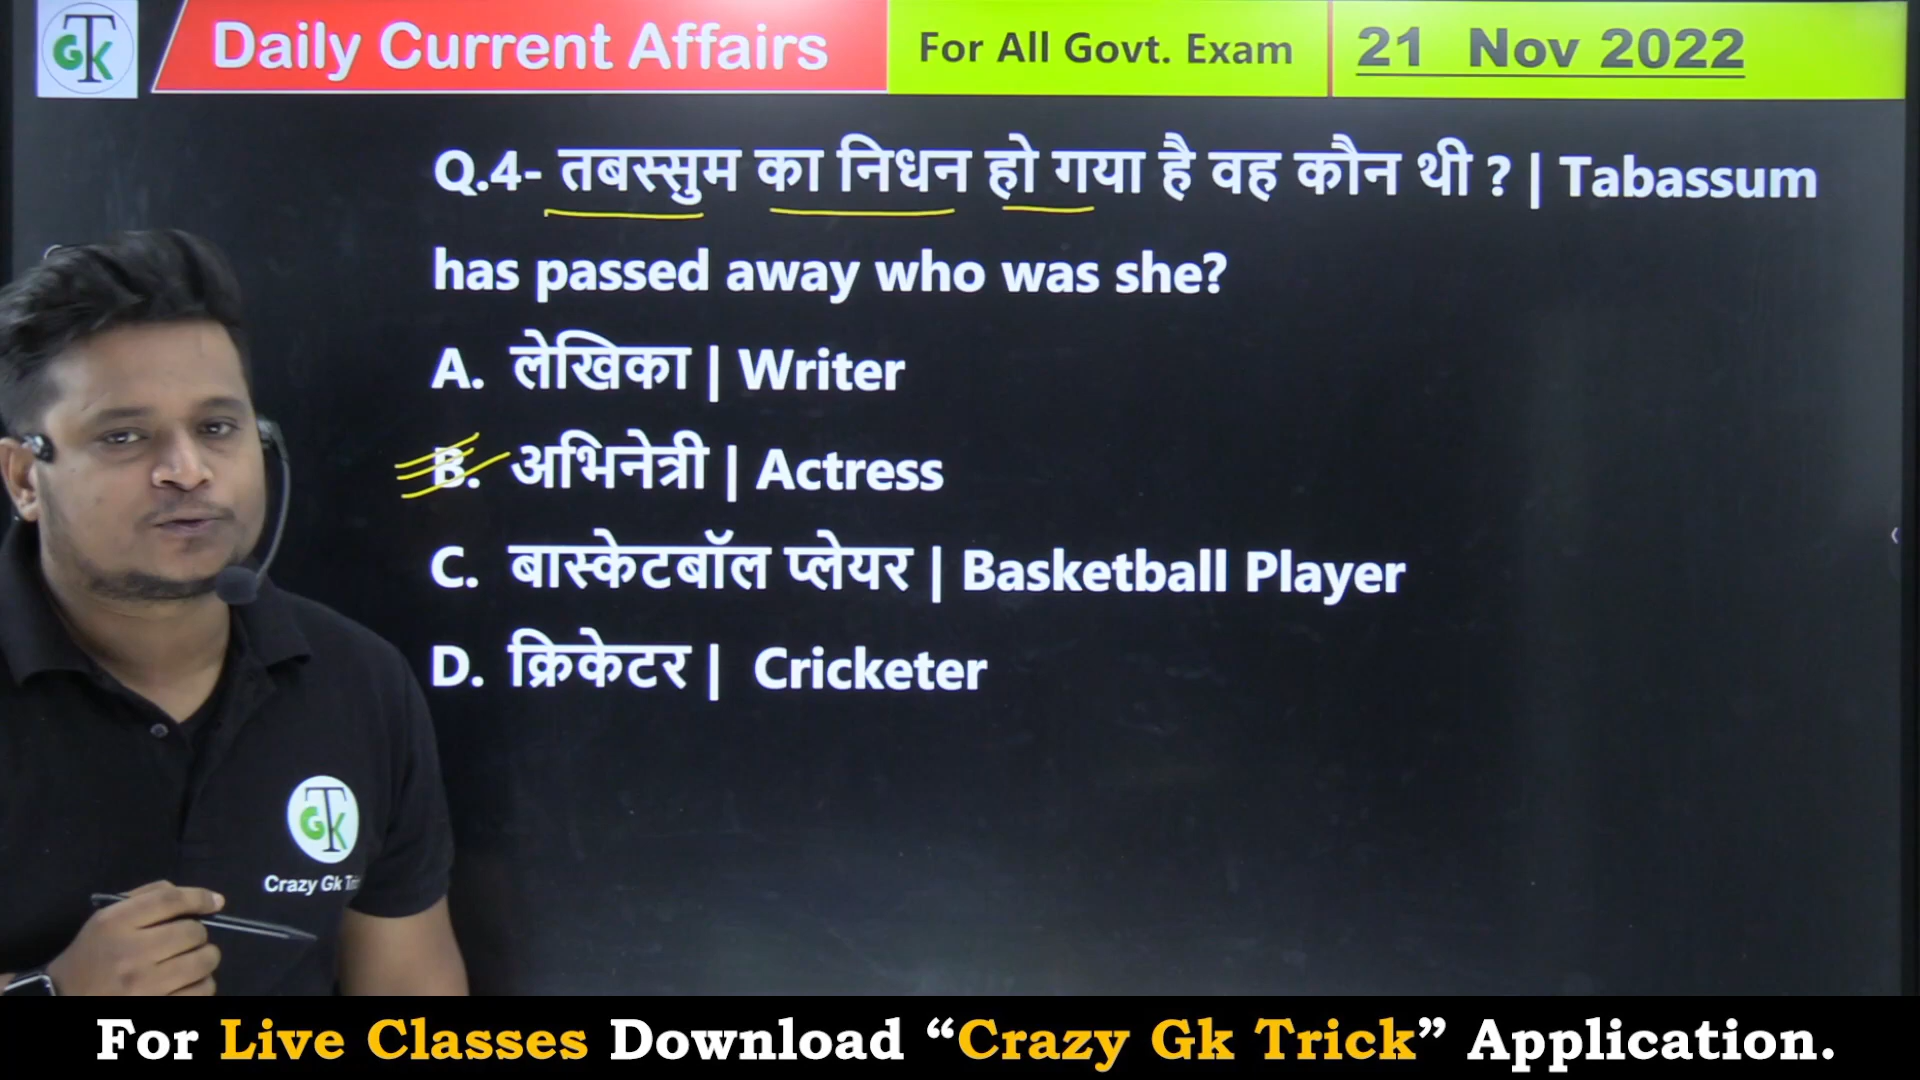 TGK
Daily Current Affairs
For All Govt. Exam
21 Nov 2022
Q.4- तबस्सुम का निधन हो गया है वह कौन थी ? | Tabassum
has passed away who was she?
A. लेखिका | Writer
B. अभिनेत्री | Actress
C. बास्केटबॉल प्लेयर | Basketball Player
D. क्रिकेटर | Cricketer
TGK
Crazy Gk
For Live Classes Download “Crazy Gk Trick” Application.